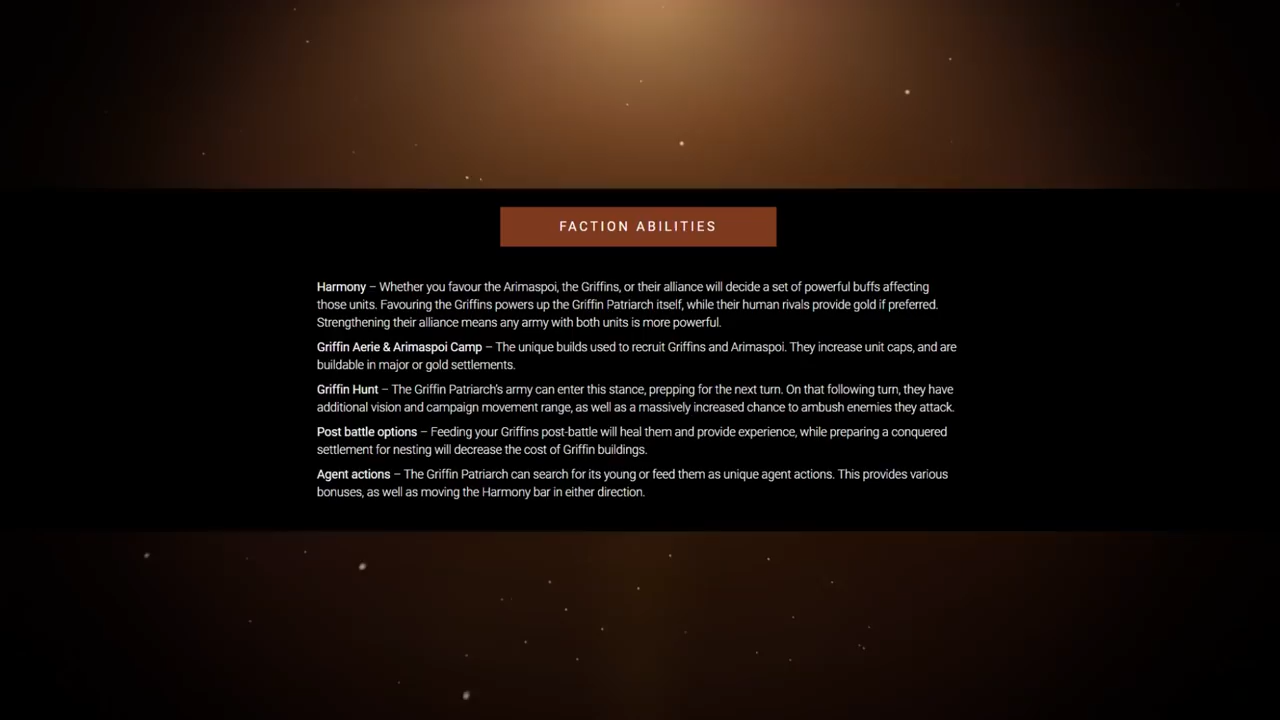 FACTION ABILITIES
Harmony – Whether you favour the Arimaspoi, the Griffins, or their alliance will decide a set of powerful buffs affecting
those units. Favouring the Griffins powers up the Griffin Patriarch itself, while their human rivals provide gold if preferred.
Strengthening their alliance means any army with both units is more powerful.
Griffin Aerie & Arimaspoi Camp – The unique builds used to recruit Griffins and Arimaspoi. They increase unit caps, and are
buildable in major or gold settlements.
Griffin Hunt – The Griffin Patriarch's army can enter this stance, prepping for the next turn. On that following turn, they have
additional vision and campaign movement range, as well as a massively increased chance to ambush enemies they attack.
Post battle options – Feeding your Griffins post-battle will heal them and provide experience, while preparing a conquered
settlement for nesting will decrease the cost of Griffin buildings.
Agent actions – The Griffin Patriarch can search for its young or feed them as unique agent actions. This provides various
bonuses, as well as moving the Harmony bar in either direction.